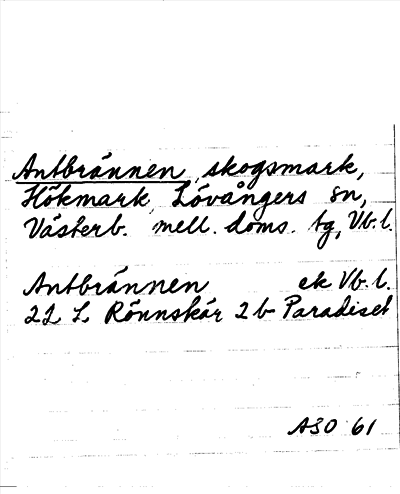 Antbrännen, skogsmark,
Hökmark, Lövångers sn,
Västerb. mell. doms. tg, Vb.l.
Antbrännen ek Vb.l.
22 L Rönnskär 2 b Paradiset
ASO 61